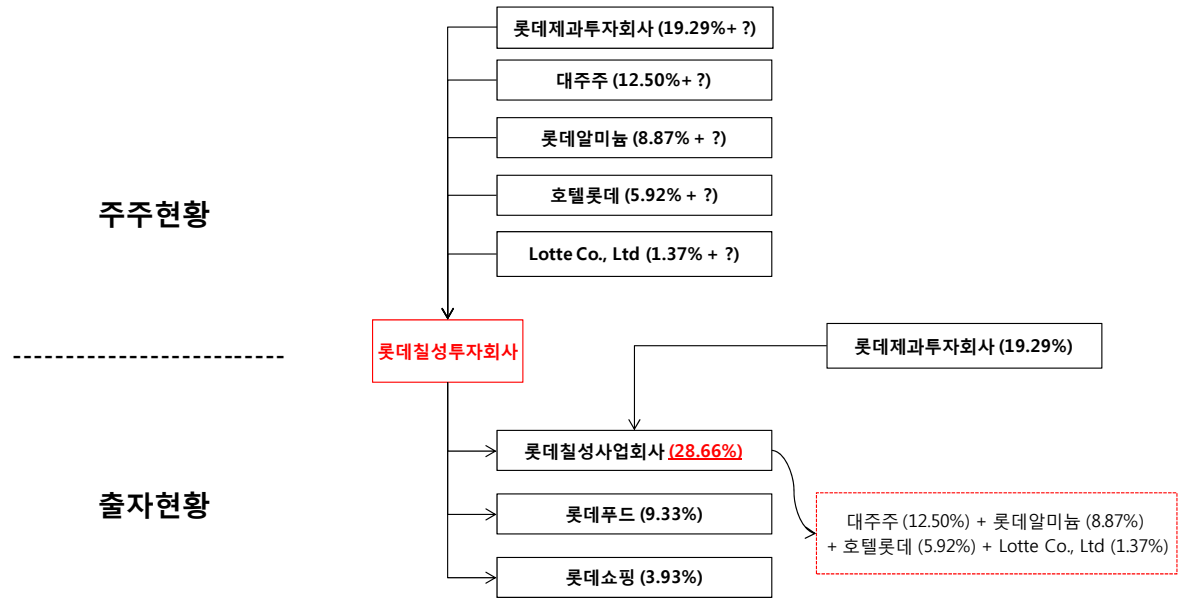 롯데제과투자회사 (19.29%+ ?)
대주주 (12.50%+ ?)
롯데알미늄 (8.87% + ?)
호텔롯데 (5.92% + ?)
주주현황
Lotte Co., Ltd (1.37% + ?)
롯데칠성투자회사
롯데제과투자회사 (19.29%)
롯데칠성사업회사 (28.66%)
출자현황
롯데푸드 (9.33%)
대주주 (12.50%) + 롯데알미늄 (8.87%)
+ 호텔롯데 (5.92%) + Lotte Co., Ltd (1.37%)
롯데쇼핑 (3.93%)